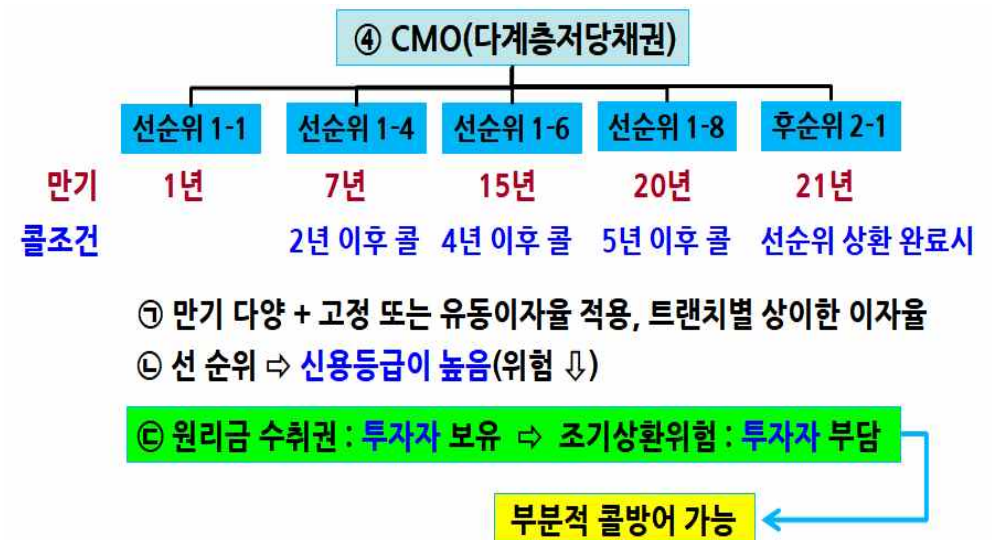 ④ CMO(다계층저당채권)
선순위 1-1 선순위 1-4 선순위 1-6 선순위 1-8 후순위 2-1
만기 1년 7년 15년 20년 21년
콜조건 2년 이후 콜 4년 이후 콜 5년 이후 콜 선순위 상환 완료시
㉠ 만기 다양 + 고정 또는 유동이자율 적용, 트랜치별 상이한 이자율
㉡ 선 순위 ⇨ 신용등급이 높음(위험 ⇩)
㉢ 원리금 수취권 : 투자자 보유 ⇨ 조기상환위험 : 투자자 부담
부분적 콜방어 가능